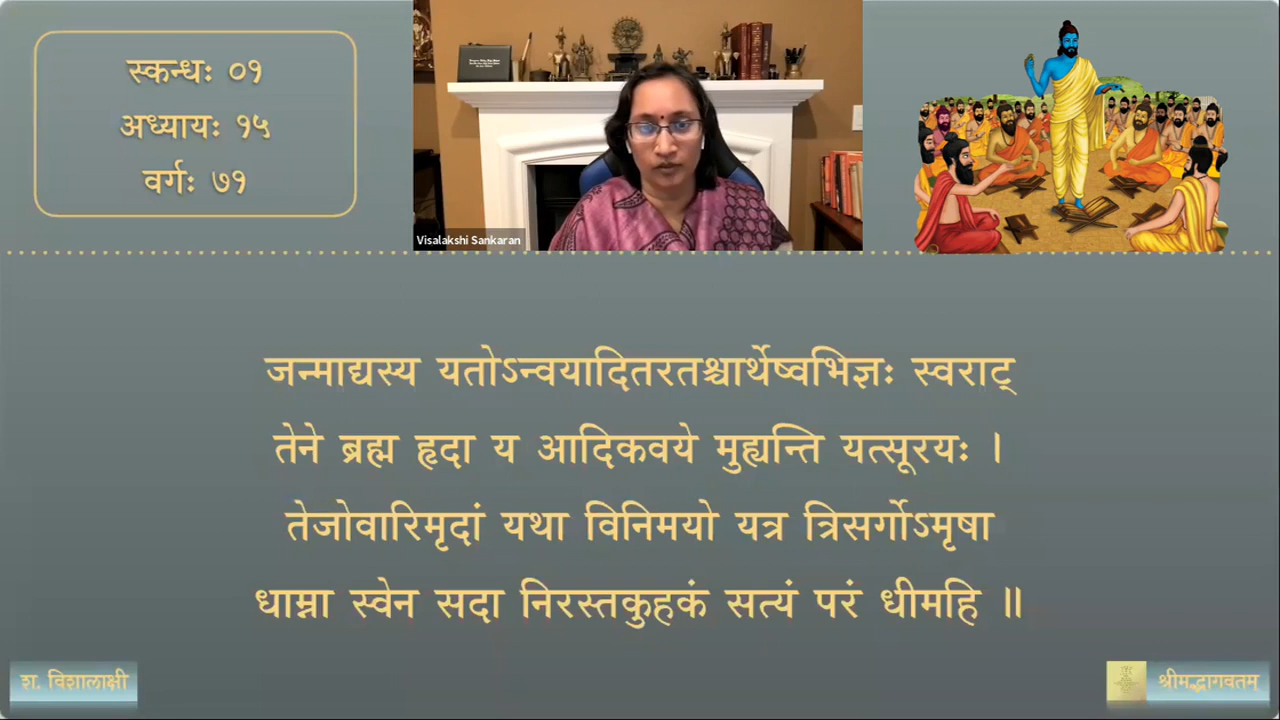 स्कन्धः ०१
अध्यायः १५
वर्गः ७१
Visalakshi Sankaran
जन्माद्यस्य यतोऽन्वयादितरतश्चार्थेष्वभिज्ञः स्वराट्
तेने ब्रह्म हृदा य आदिकवये मुह्यन्ति यत्सूरयः ।
तेजोवारिमृदां यथा विनिमयो यत्र त्रिसर्गोऽमृषा
धाम्ना स्वेन सदा निरस्तकुहकं सत्यं परं धीमहि ॥
श. विशालाक्षी
श्रीमद्भागवतम्